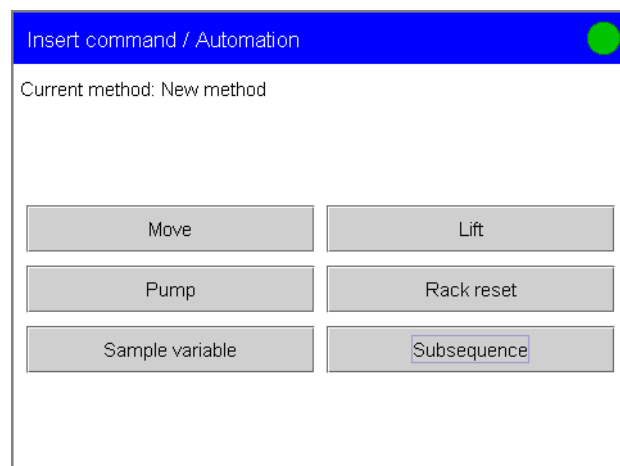 Insert command / Automation
Current method: New method
Move
Lift
Pump
Rack reset
Sample variable
Subsequence